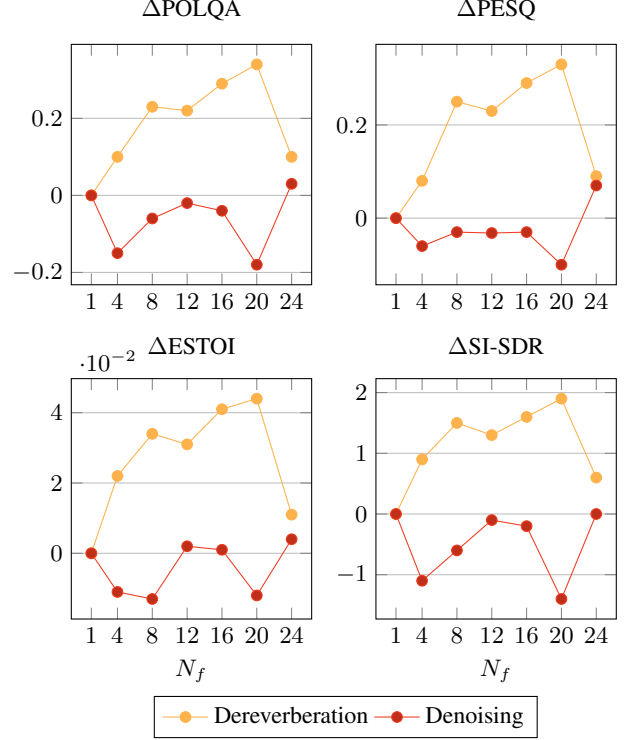 ΔPOLQA
0.2
0
−0.2
1 4 8 12 16 20 24
ΔPESQ
0.2
0
1 4 8 12 16 20 24
ΔESTOI
·10⁻²
4
2
0
1 4 8 12 16 20 24
N_f
ΔSI-SDR
2
1
0
−1
1 4 8 12 16 20 24
N_f
Dereverberation Denoising